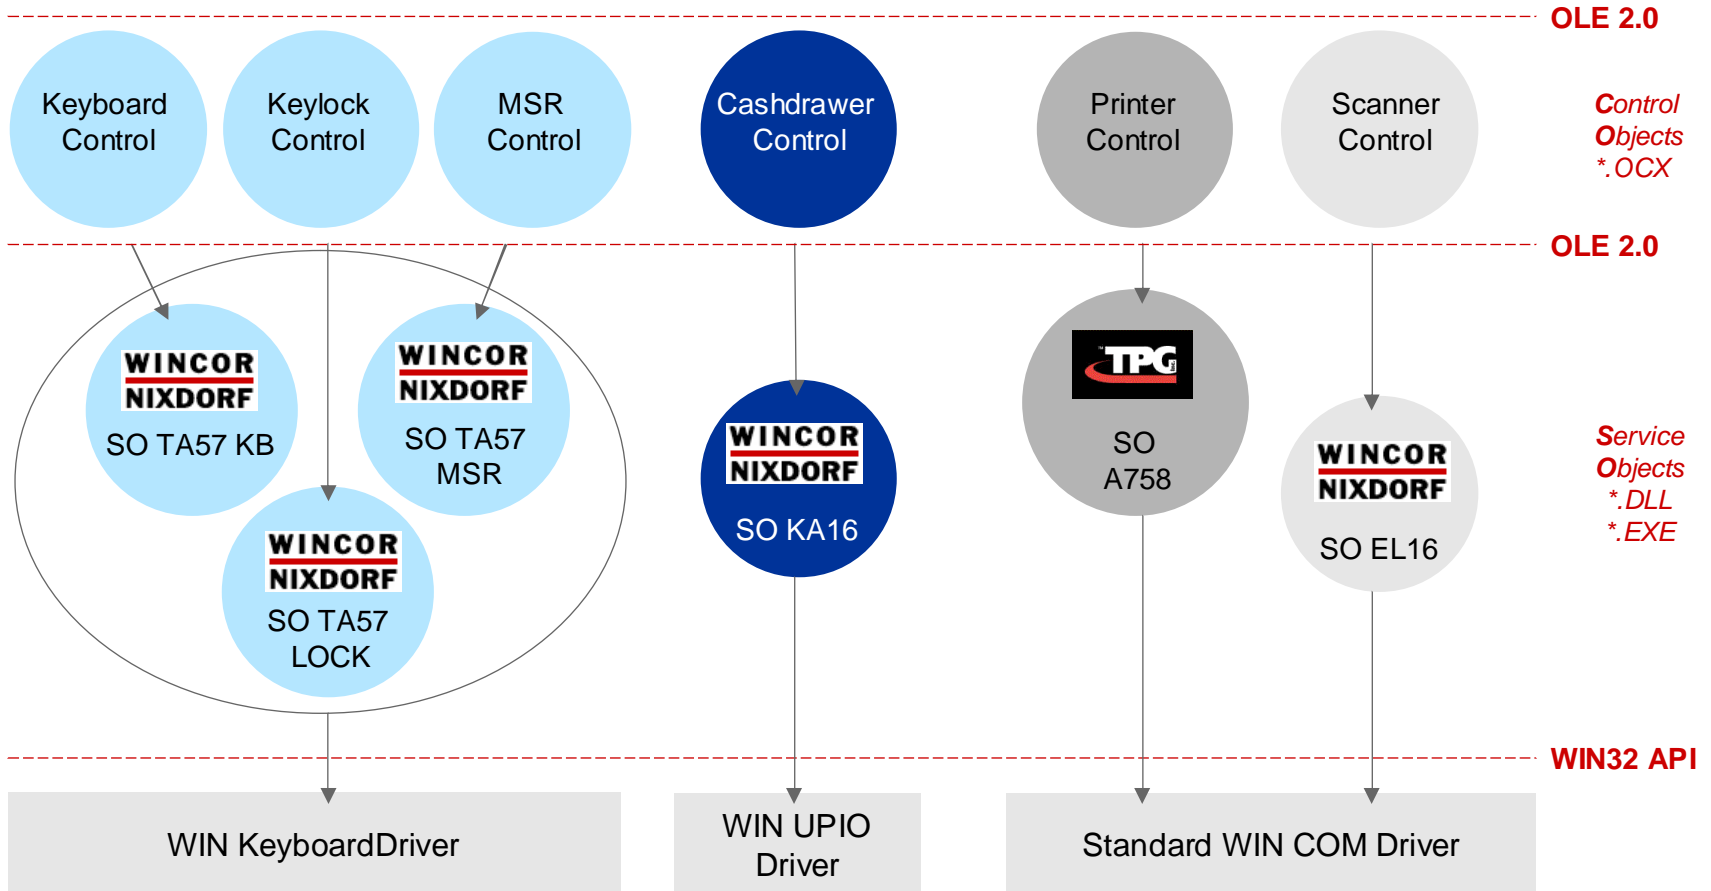 OLE 2.0
Keyboard
Control
Keylock
Control
MSR
Control
Cashdrawer
Control
Printer
Control
Scanner
Control
Control
Objects
*.OCX
OLE 2.0
WINCOR
NIXDORF
SO TA57 KB
WINCOR
NIXDORF
SO TA57
MSR
WINCOR
NIXDORF
SO TA57
LOCK
WINCOR
NIXDORF
SO KA16
TPG
SO
A758
WINCOR
NIXDORF
SO EL16
Service
Objects
*.DLL
*.EXE
WIN32 API
WIN KeyboardDriver
WIN UPIO
Driver
Standard WIN COM Driver